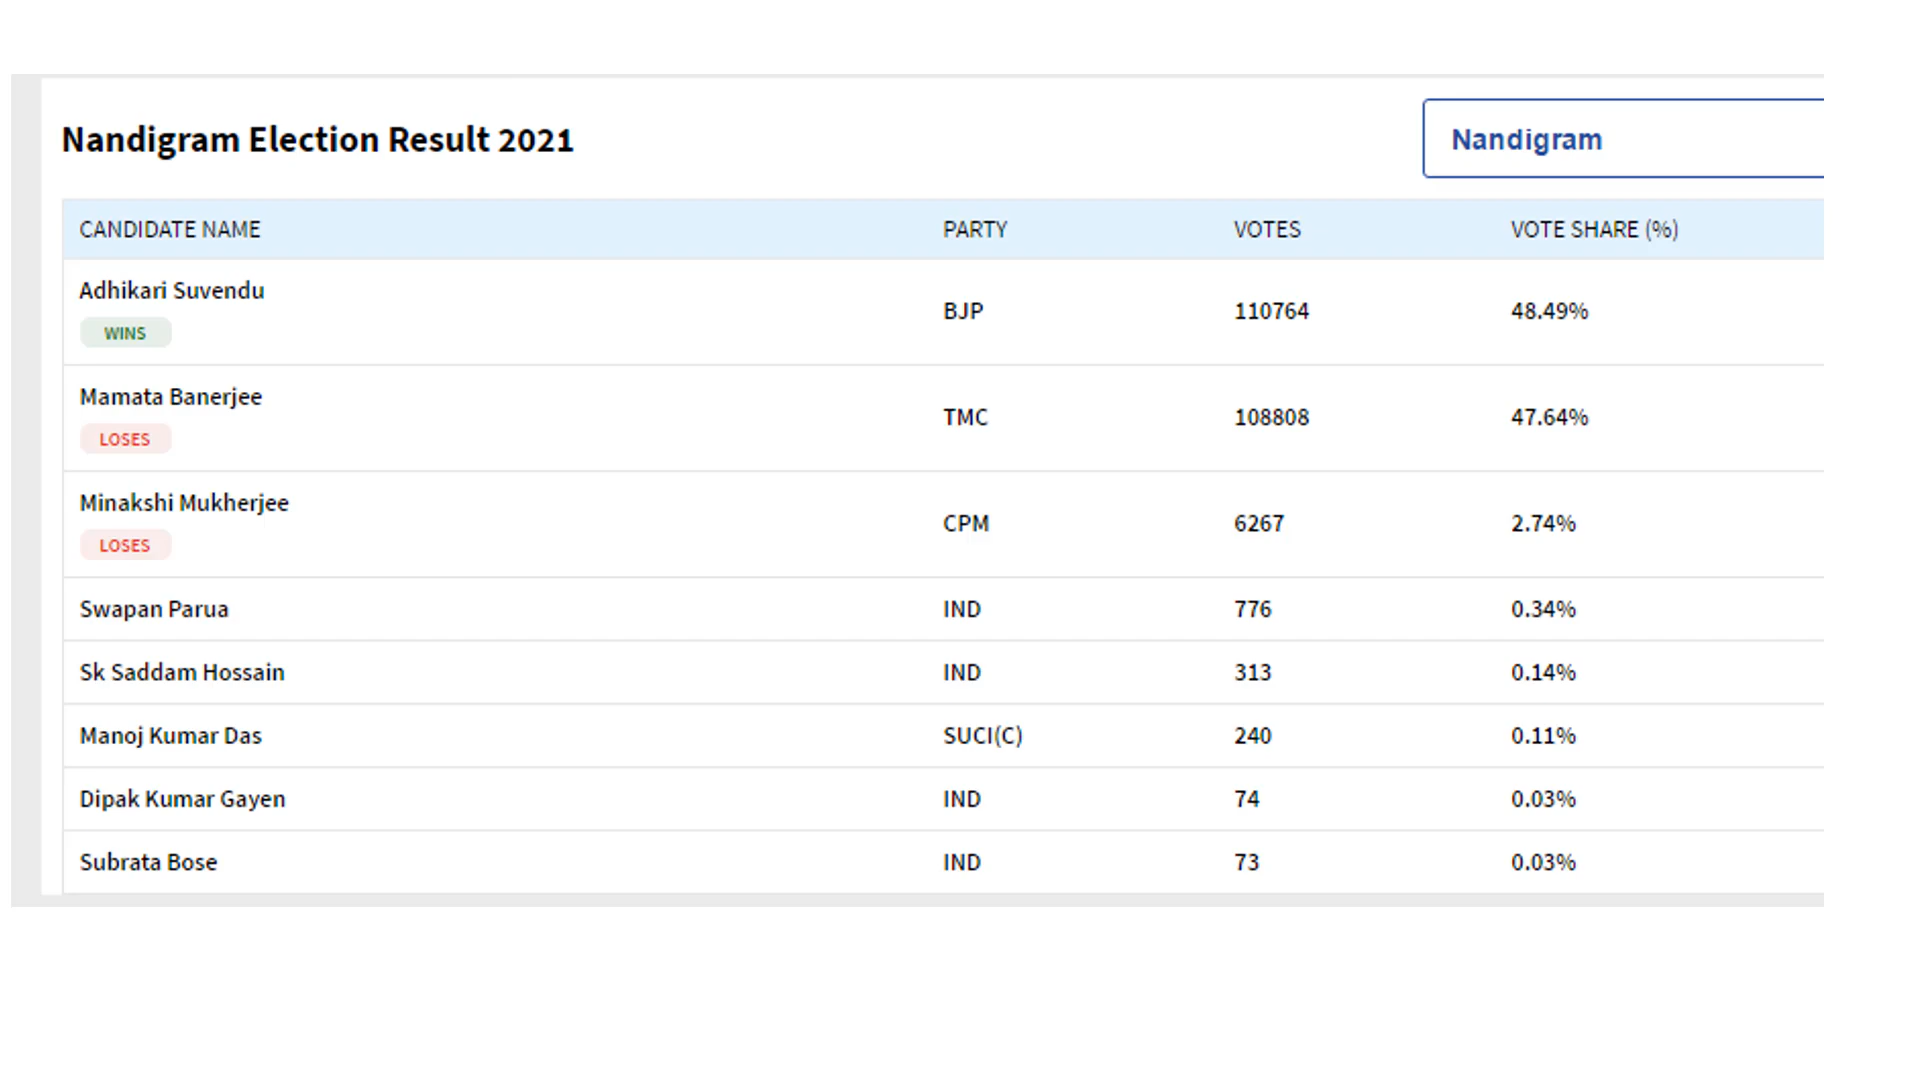 Nandigram Election Result 2021
Nandigram
CANDIDATE NAME PARTY VOTES VOTE SHARE (%)
Adhikari Suvendu
WINS
BJP 110764 48.49%
Mamata Banerjee
LOSES
TMC 108808 47.64%
Minakshi Mukherjee
LOSES
CPM 6267 2.74%
Swapan Parua IND 776 0.34%
Sk Saddam Hossain IND 313 0.14%
Manoj Kumar Das SUCI(C) 240 0.11%
Dipak Kumar Gayen IND 74 0.03%
Subrata Bose IND 73 0.03%